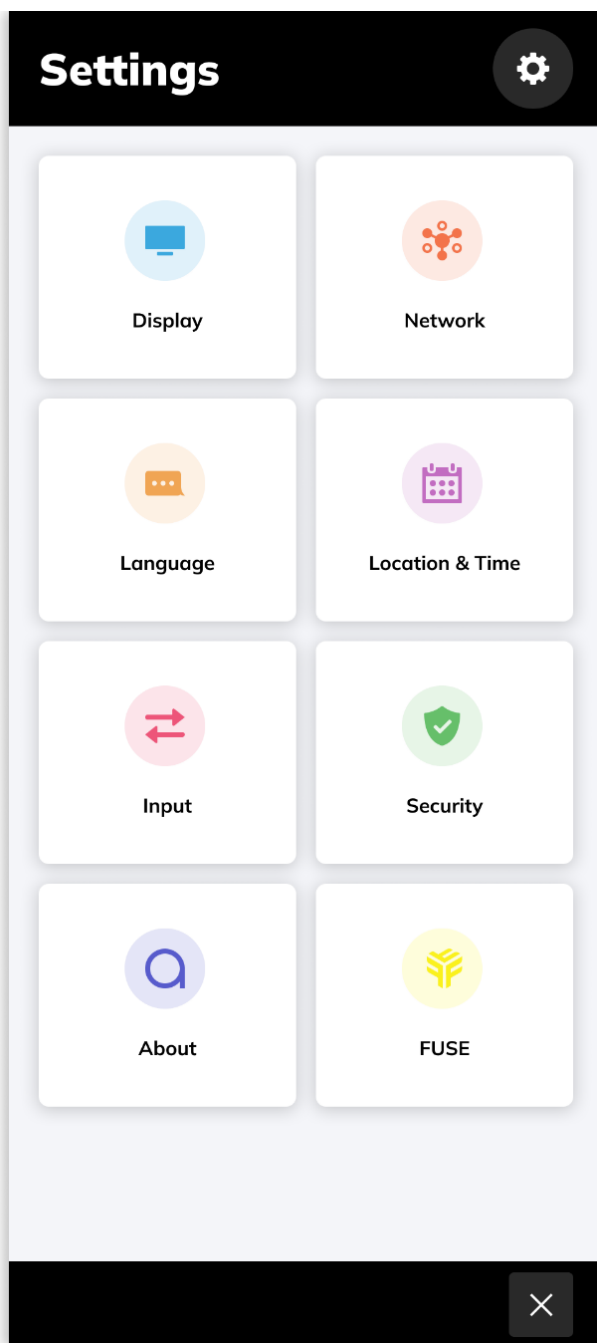 Settings
Display
Network
Language
Location & Time
Input
Security
About
FUSE